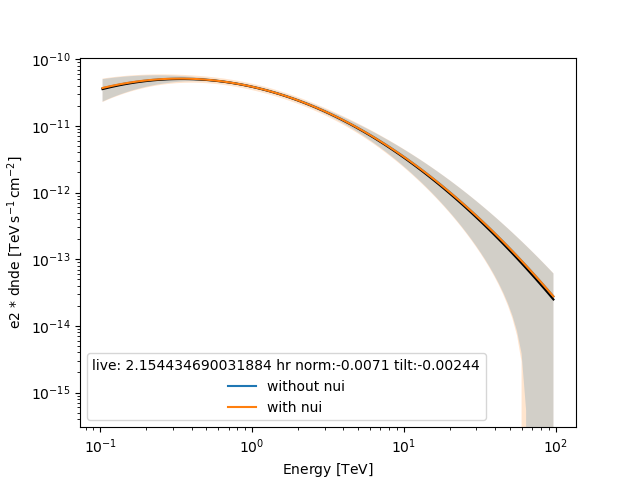 10⁻¹⁰
10⁻¹¹
10⁻¹²
10⁻¹³
10⁻¹⁴
10⁻¹⁵
e2 * dnde [TeV s⁻¹ cm⁻²]
live: 2.154434690031884 hr norm:-0.0071 tilt:-0.00244
without nui
with nui
10⁻¹ 10⁰ 10¹ 10²
Energy [TeV]